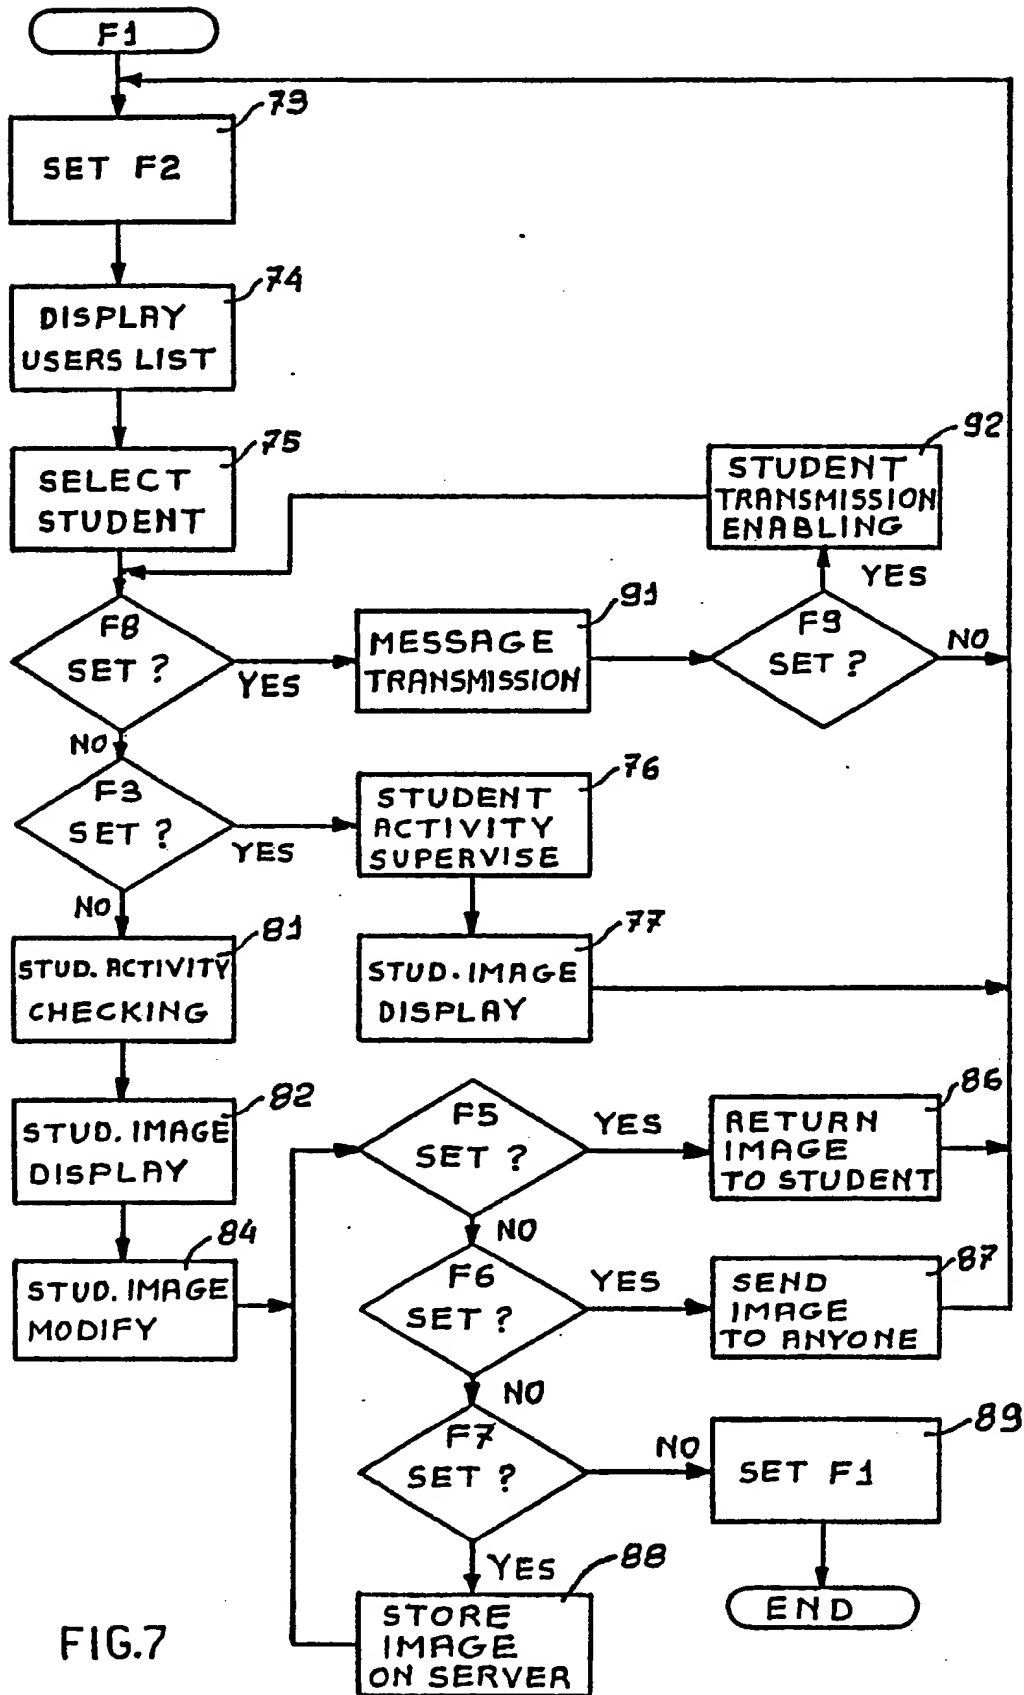 F1
73
SET F2
74
DISPLAY
USERS LIST
75
SELECT
STUDENT
92
STUDENT
TRANSMISSION
ENABLING
YES
F8
SET ?
YES
NO
91
MESSAGE
TRANSMISSION
F9
SET ?
NO
F3
SET ?
YES
NO
76
STUDENT
ACTIVITY
SUPERVISE
77
STUD. IMAGE
DISPLAY
81
STUD. ACTIVITY
CHECKING
82
STUD. IMAGE
DISPLAY
84
STUD. IMAGE
MODIFY
F5
SET ?
YES
NO
86
RETURN
IMAGE
TO STUDENT
F6
SET ?
YES
NO
87
SEND
IMAGE
TO ANYONE
F7
SET ?
NO
YES
89
SET F1
END
88
STORE
IMAGE
ON SERVER
FIG.7